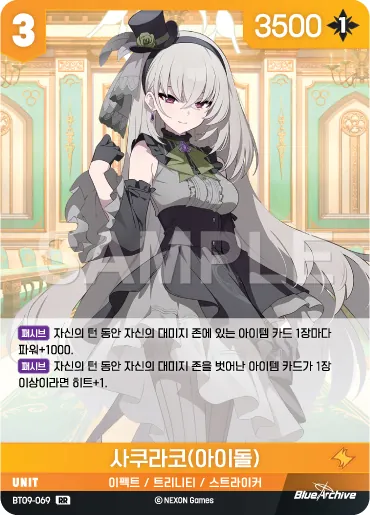 3
3500 1
SAMPLE
패시브 자신의 턴 동안 자신의 대미지 존에 있는 아이템 카드 1장마다
파워+1000.
패시브 자신의 턴 동안 자신의 대미지 존을 벗어난 아이템 카드가 1장
이상이라면 히트+1.
사쿠라코(아이돌)
UNIT 이펙트 / 트리니티 / 스트라이커
BT09-069 RR © NEXON Games BlueArchive